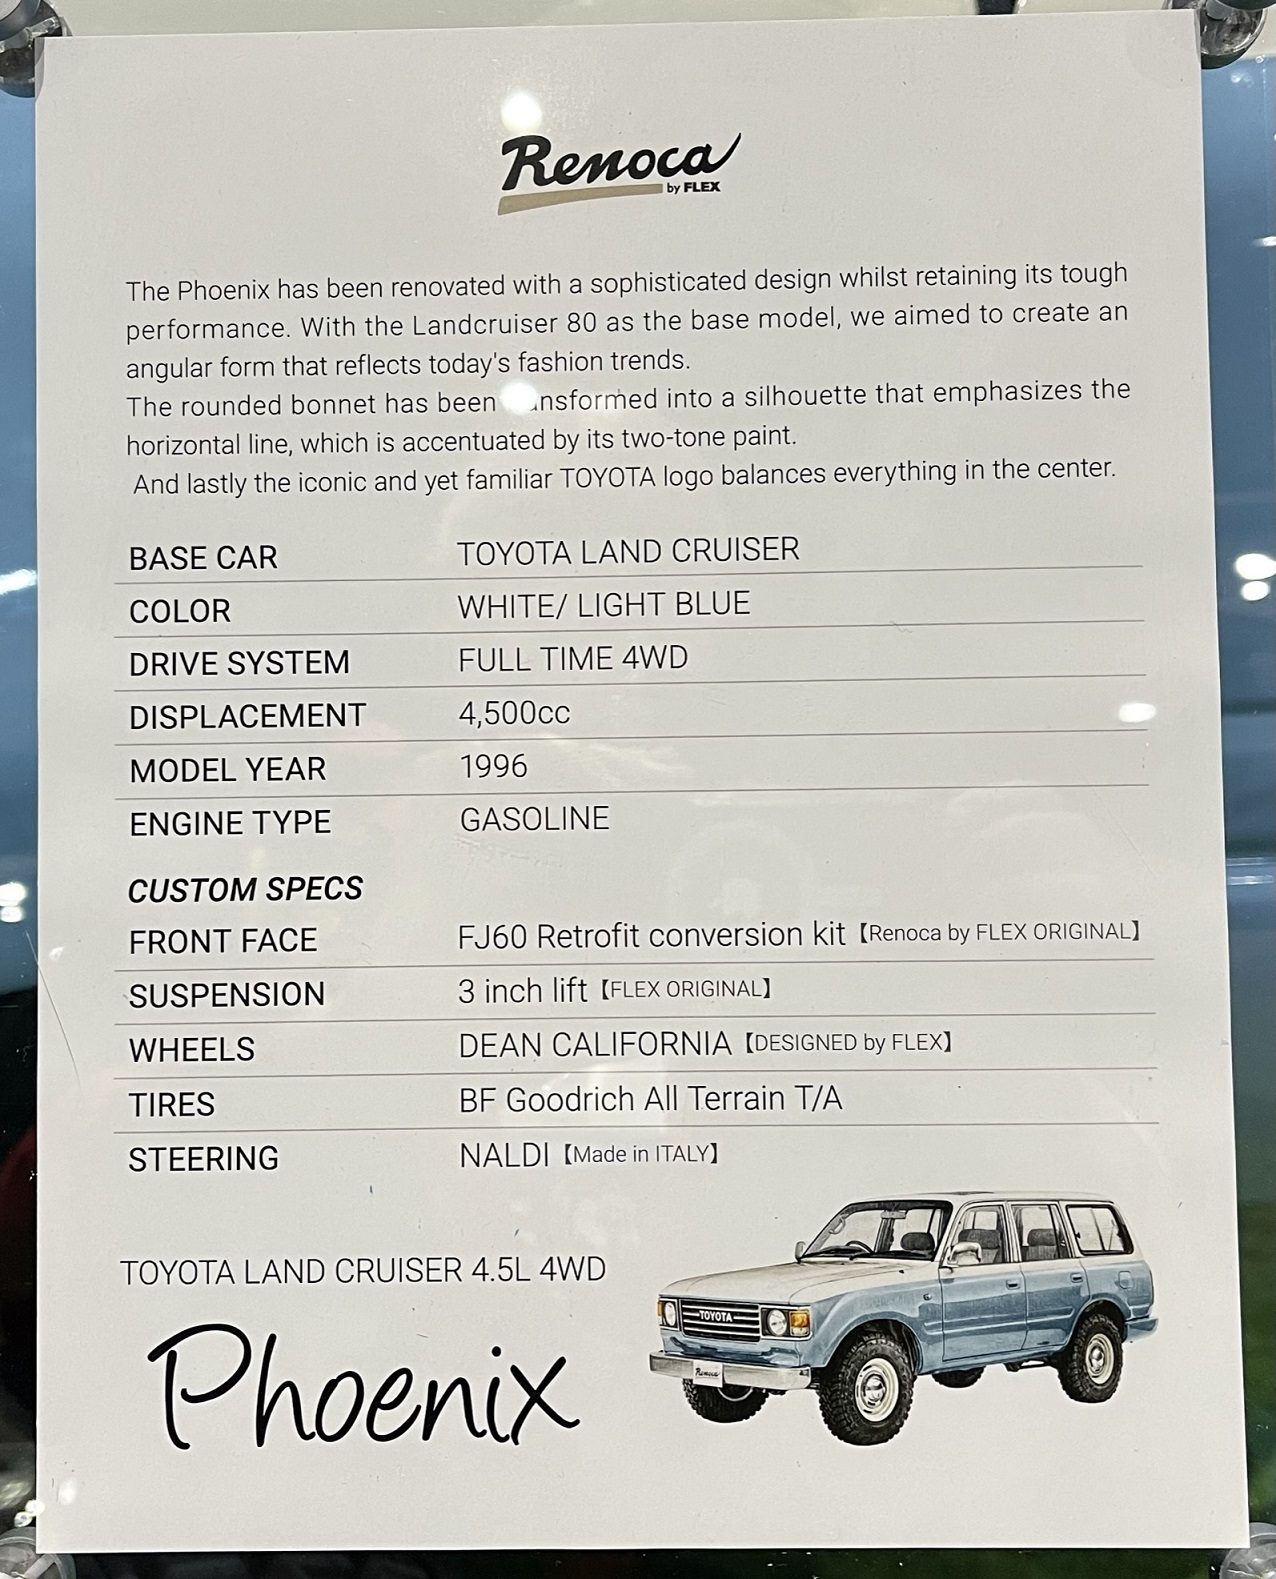 Renoca
by FLEX
The Phoenix has been renovated with a sophisticated design whilst retaining its tough
performance. With the Landcruiser 80 as the base model, we aimed to create an
angular form that reflects today's fashion trends.
The rounded bonnet has been transformed into a silhouette that emphasizes the
horizontal line, which is accentuated by its two-tone paint.
And lastly the iconic and yet familiar TOYOTA logo balances everything in the center.
BASE CAR TOYOTA LAND CRUISER
COLOR WHITE/ LIGHT BLUE
DRIVE SYSTEM FULL TIME 4WD
DISPLACEMENT 4,500cc
MODEL YEAR 1996
ENGINE TYPE GASOLINE
CUSTOM SPECS
FRONT FACE FJ60 Retrofit conversion kit【Renoca by FLEX ORIGINAL】
SUSPENSION 3 inch lift【FLEX ORIGINAL】
WHEELS DEAN CALIFORNIA【DESIGNED by FLEX】
TIRES BF Goodrich All Terrain T/A
STEERING NALDI【Made in ITALY】
TOYOTA LAND CRUISER 4.5L 4WD
Phoenix
TOYOTA
Renoca